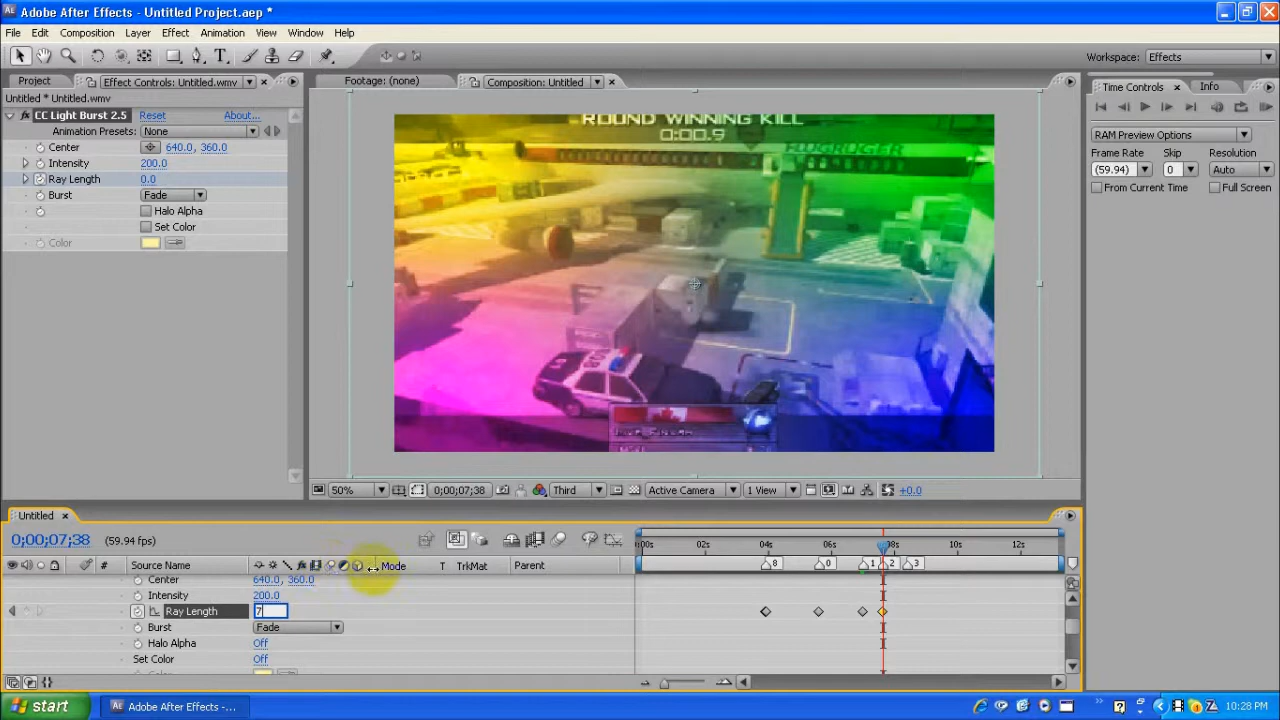 Adobe After Effects - Untitled Project.aep *
File Edit Composition Layer Effect Animation View Window Help
Workspace: Effects
Project Effect Controls: Untitled.wmv
Untitled * Untitled.wmv
CC Light Burst 2.5 Reset About...
Animation Presets: None
Center 640.0, 360.0
Intensity 200.0
Ray Length 0.0
Burst Fade
Halo Alpha
Set Color
Color
Footage: (none) Composition: Untitled
ROUND WINNING KILL
0:00.9
FLUGRUGER
50% 0;00;07;38 Third Active Camera 1 View +0.0
Time Controls Info
RAM Preview Options
Frame Rate Skip Resolution
(59.94) 0 Auto
From Current Time Full Screen
Untitled
0;00;07;38 (59.94 fps)
:00s 02s 04s 06s 08s 10s 12s
# Source Name Mode T TrkMat Parent
8 0 1 2 3
Center 640.0, 360.0
Intensity 200.0
Ray Length 7
Burst Fade
Halo Alpha Off
Set Color Off
start Adobe After Effects - ... 10:28 PM